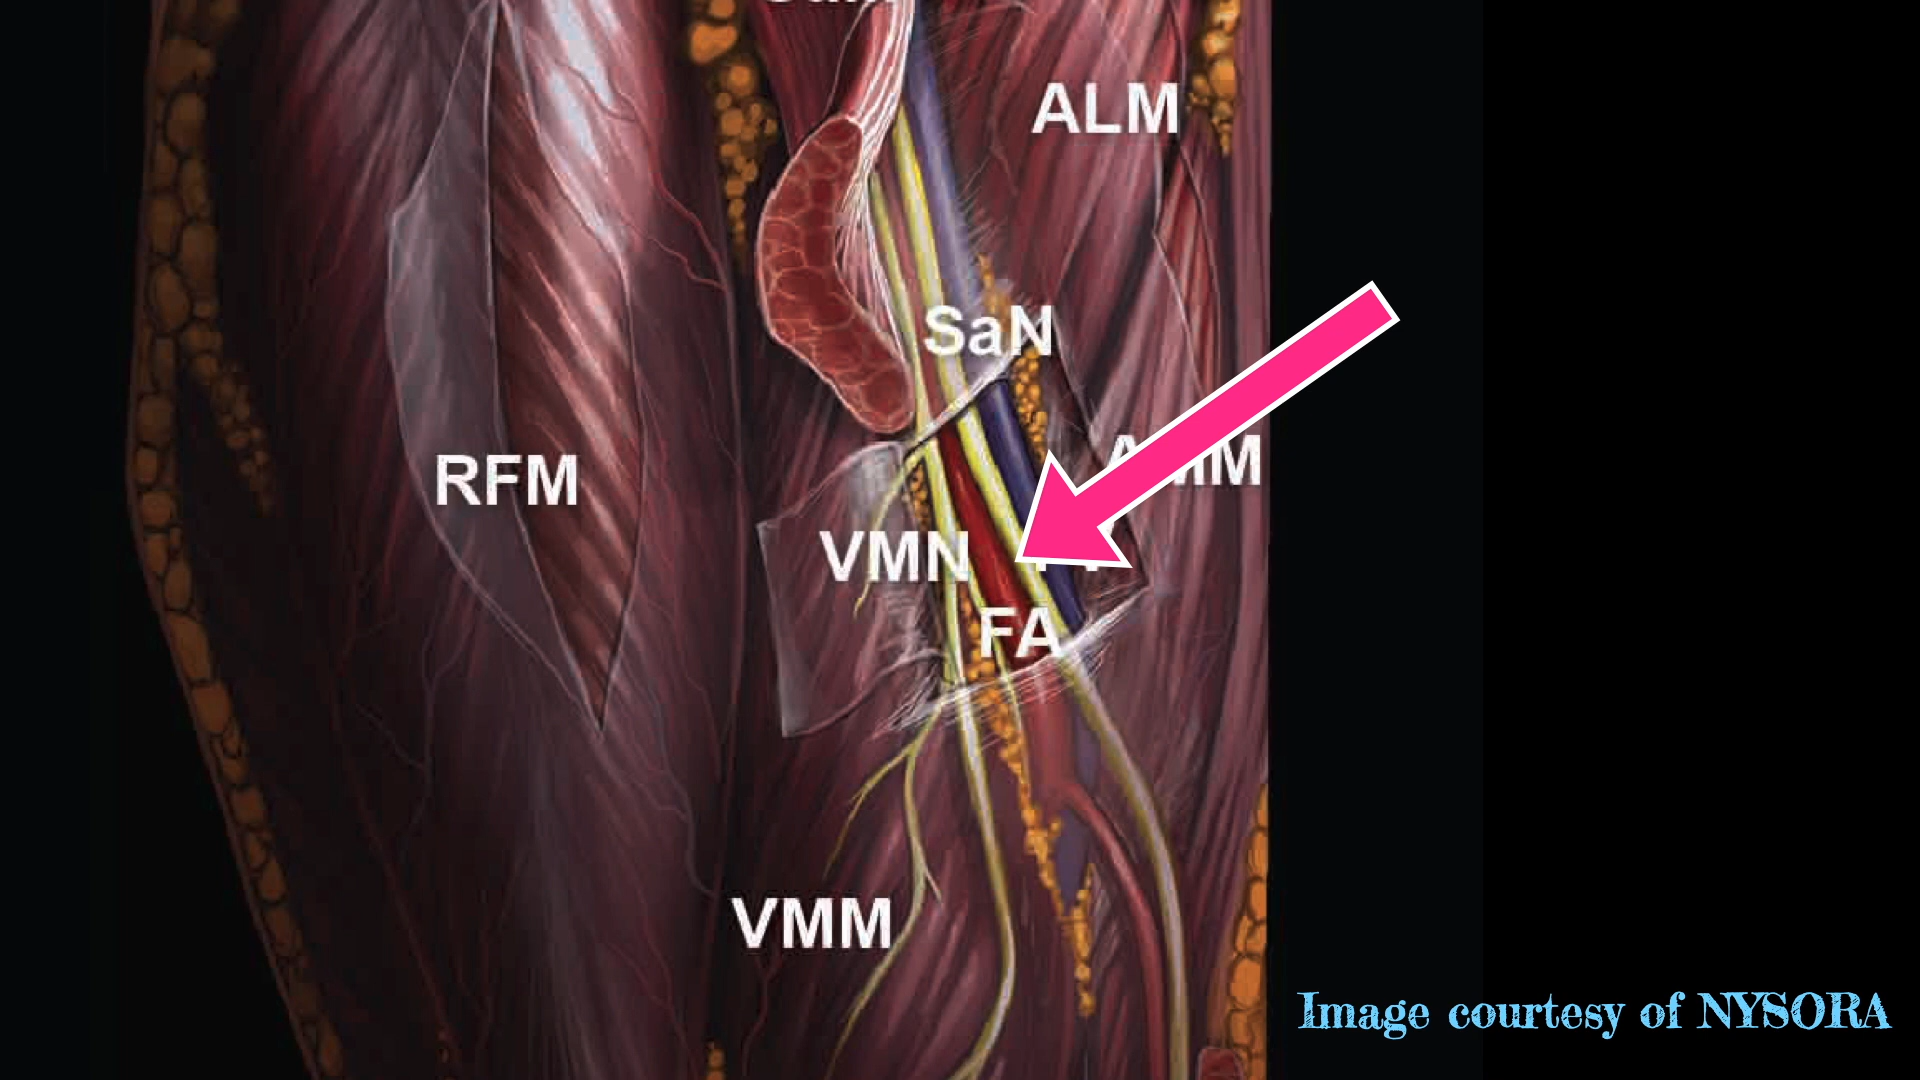 ALM
SaN
RFM
VMN
FA
VMM
Image courtesy of NYSORA